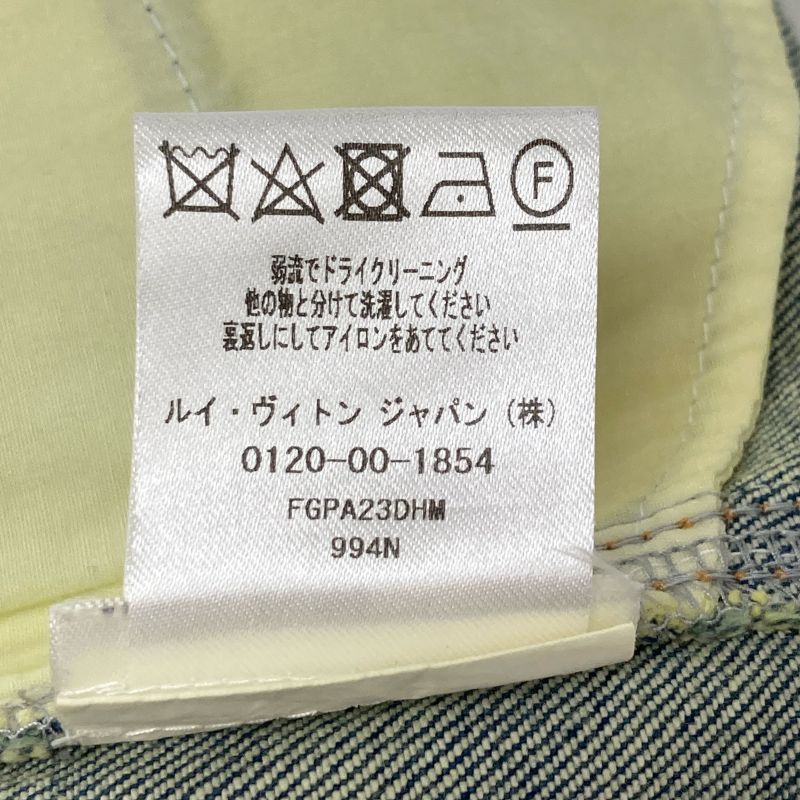 F
弱流でドライクリーニング
他の物と分けて洗濯してください
裏返しにしてアイロンをあててください
ルイ・ヴィトン ジャパン（株）
0120-00-1854
FGPA23DHM
994N